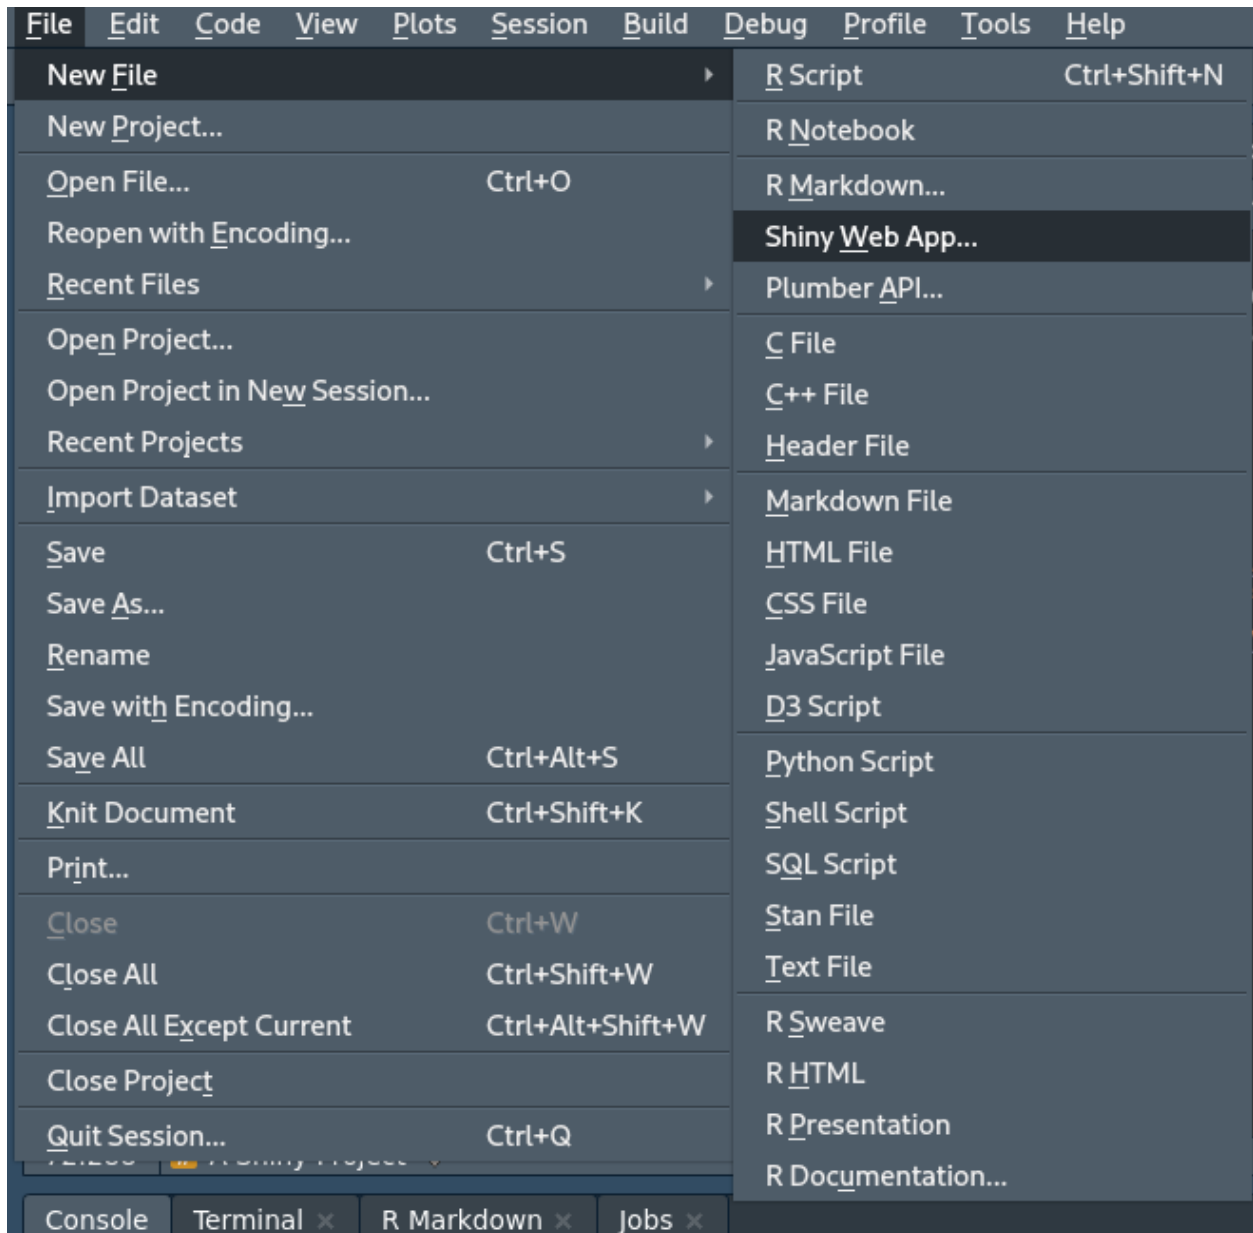 File Edit Code View Plots Session Build Debug Profile Tools Help
New File
New Project...
Open File... Ctrl+O
Reopen with Encoding...
Recent Files
Open Project...
Open Project in New Session...
Recent Projects
Import Dataset
Save Ctrl+S
Save As...
Rename
Save with Encoding...
Save All Ctrl+Alt+S
Knit Document Ctrl+Shift+K
Print...
Close Ctrl+W
Close All Ctrl+Shift+W
Close All Except Current Ctrl+Alt+Shift+W
Close Project
Quit Session... Ctrl+Q
R Script Ctrl+Shift+N
R Notebook
R Markdown...
Shiny Web App...
Plumber API...
C File
C++ File
Header File
Markdown File
HTML File
CSS File
JavaScript File
D3 Script
Python Script
Shell Script
SQL Script
Stan File
Text File
R Sweave
R HTML
R Presentation
R Documentation...
A Shiny Project
Console Terminal R Markdown Jobs